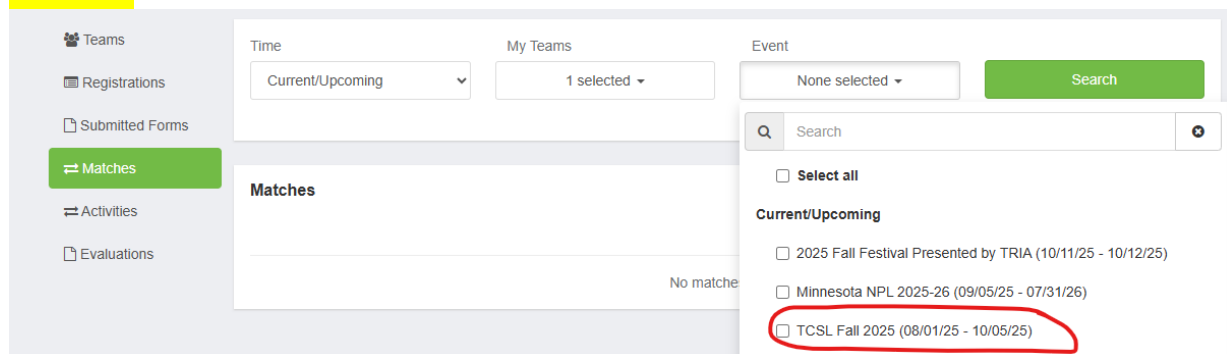 Teams
Registrations
Submitted Forms
Matches
Activities
Evaluations
Time
My Teams
Event
Current/Upcoming
1 selected
None selected
Search
Search
Select all
Current/Upcoming
2025 Fall Festival Presented by TRIA (10/11/25 - 10/12/25)
Minnesota NPL 2025-26 (09/05/25 - 07/31/26)
TCSL Fall 2025 (08/01/25 - 10/05/25)
Matches
No matche